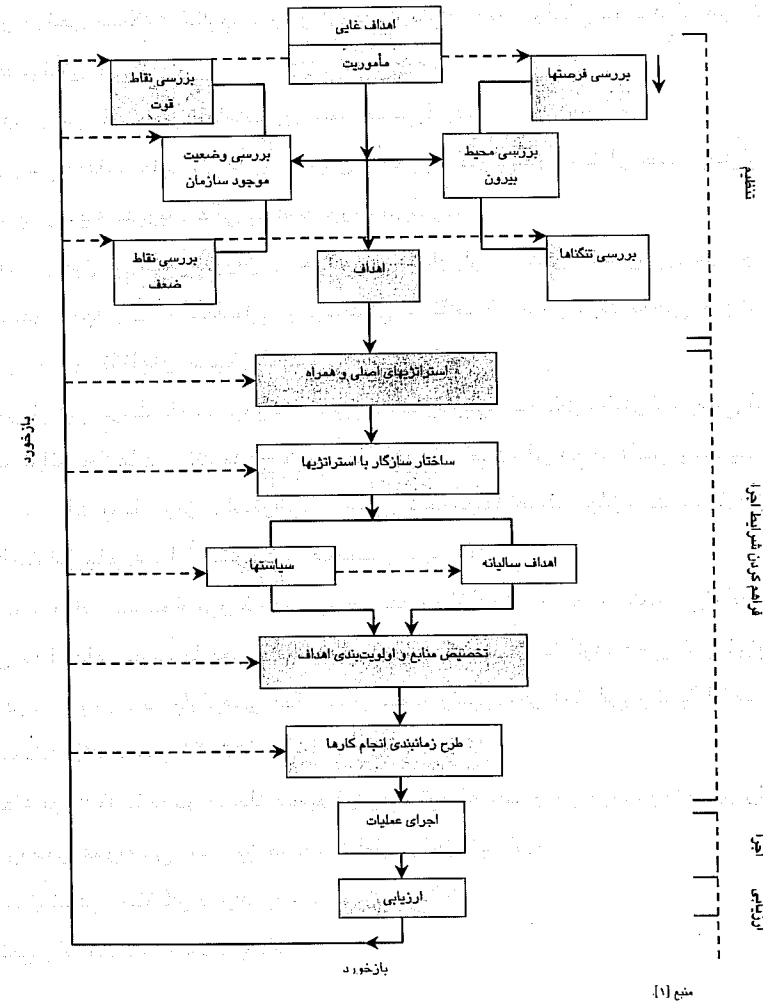 اهداف غایی
مأموریت
بررسی فرصتها
بررسی نقاط
قوت
بررسی محیط
بیرون
بررسی وضعیت
موجود سازمان
تنظیم
بررسی تنگناها
اهداف
بررسی نقاط
ضعف
استراتژیهای اصلی و همراه
بازخورد
ساختار سازگار با استراتژیها
فراهم کردن شرایط اجرا
اهداف سالیانه
سیاستها
تخصیص منابع و اولویت‌بندی اهداف
طرح زمانبندی انجام کارها
اجرای عملیات
اجرا
ارزیابی
ارزیابی
بازخورد
منبع [۱].